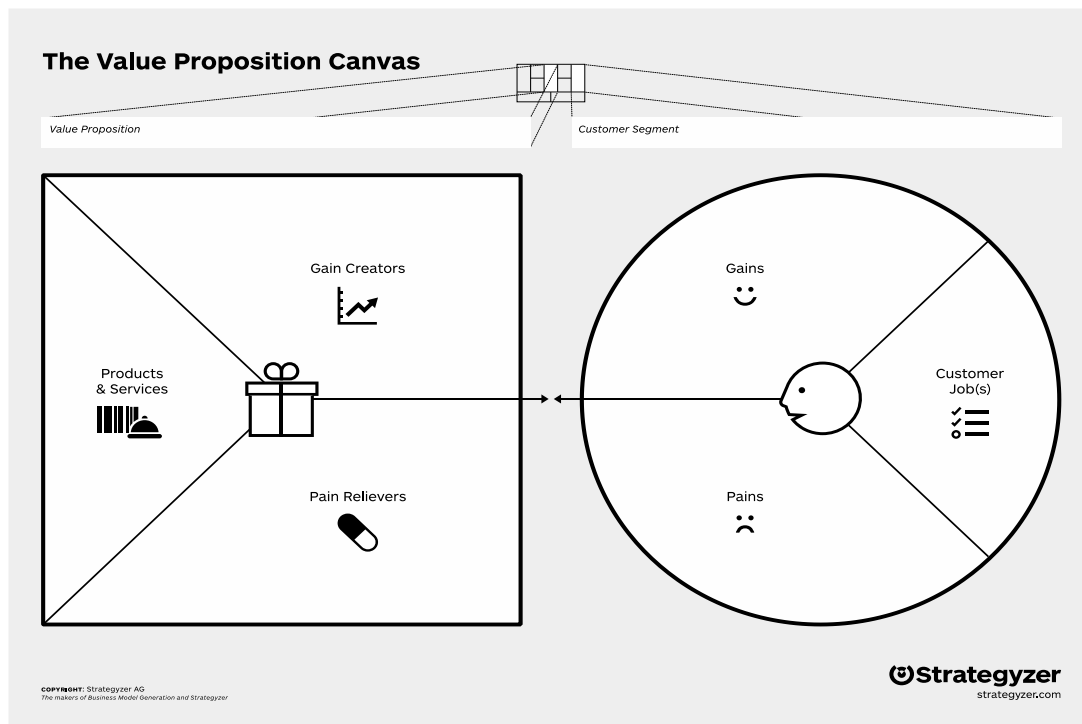 The Value Proposition Canvas
Value Proposition
Customer Segment
Gain Creators
Gains
Products
& Services
Customer
Job(s)
Pain Relievers
Pains
COPYRIGHT: Strategyzer AG
The makers of Business Model Generation and Strategyzer
Strategyzer
strategyzer.com